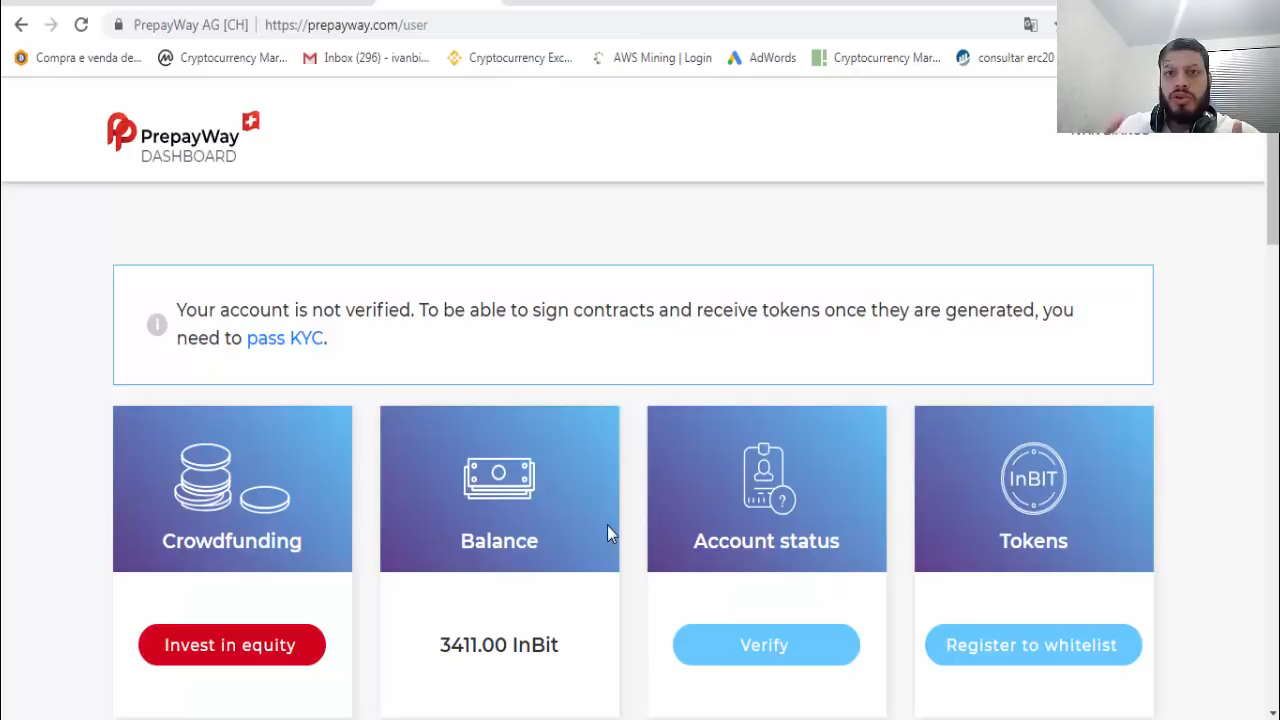 PrepayWay AG [CH] | https://prepayway.com/user
Compra e venda de... Cryptocurrency Mar... Inbox (296) - ivanbi... Cryptocurrency Exc... AWS Mining | Login AdWords Cryptocurrency Mar... consultar erc20
PrepayWay
DASHBOARD
Your account is not verified. To be able to sign contracts and receive tokens once they are generated, you
need to pass KYC.
InBIT
Crowdfunding Balance Account status Tokens
Invest in equity 3411.00 InBit Verify Register to whitelist